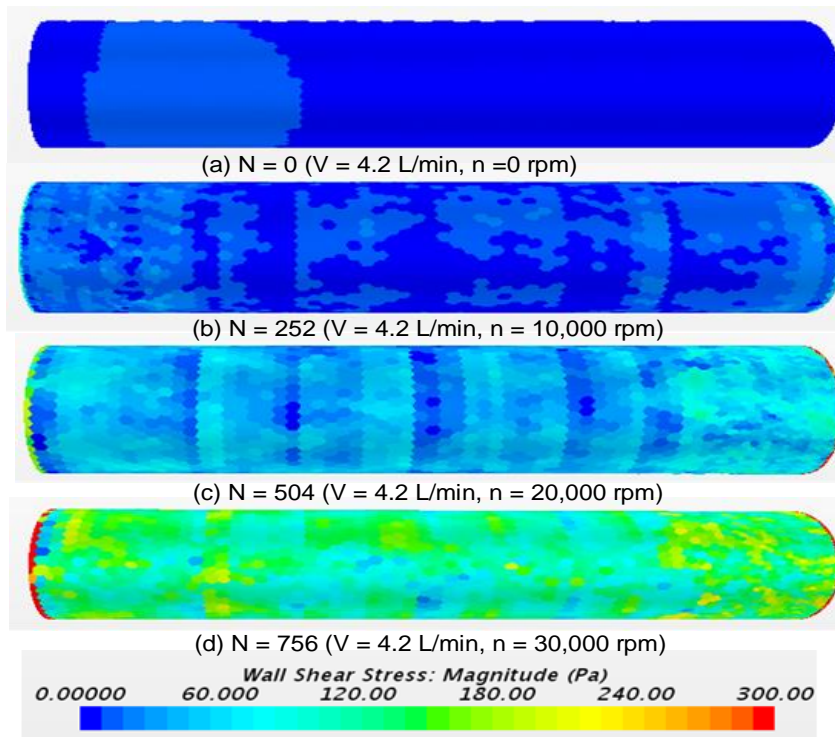 (a) N = 0 (V = 4.2 L/min, n =0 rpm)
(b) N = 252 (V = 4.2 L/min, n = 10,000 rpm)
(c) N = 504 (V = 4.2 L/min, n = 20,000 rpm)
(d) N = 756 (V = 4.2 L/min, n = 30,000 rpm)
Wall Shear Stress: Magnitude (Pa)
0.00000 60.000 120.00 180.00 240.00 300.00